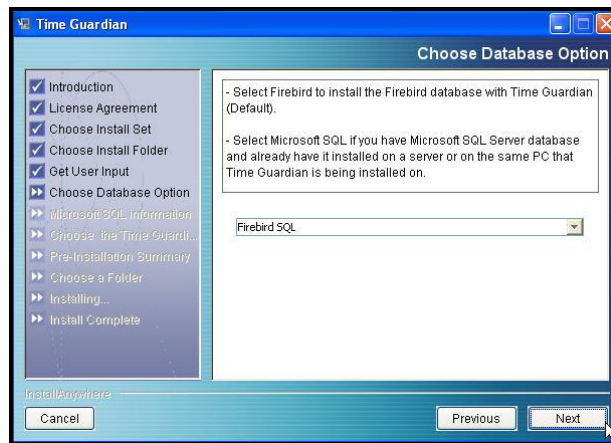 Time Guardian
Choose Database Option
Introduction
License Agreement
Choose Install Set
Choose Install Folder
Get User Input
Choose Database Option
Microsoft SQL Information
Choose the Time Guardi...
Pre-Installation Summary
Choose a Folder
Installing...
Install Complete
- Select Firebird to install the Firebird database with Time Guardian
(Default).
- Select Microsoft SQL if you have Microsoft SQL Server database
and already have it installed on a server or on the same PC that
Time Guardian is being installed on.
Firebird SQL
InstallAnywhere
Cancel
Previous
Next